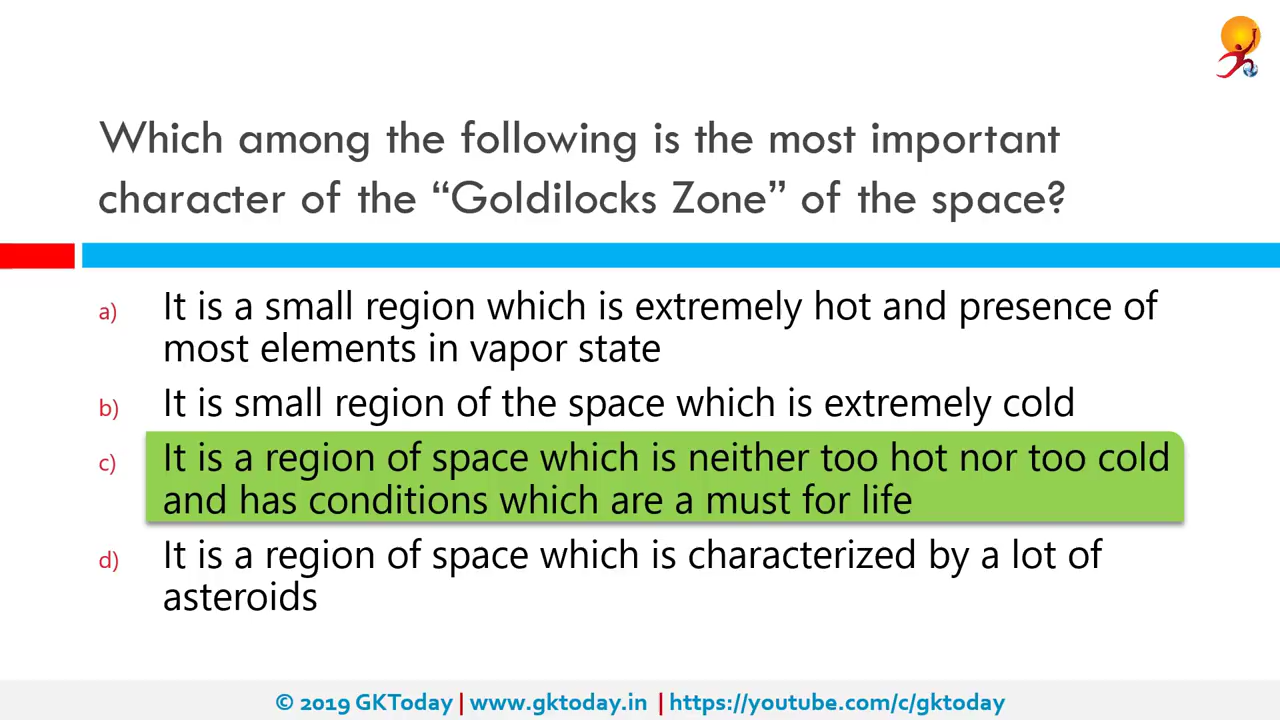 Which among the following is the most important
character of the “Goldilocks Zone” of the space?
a) It is a small region which is extremely hot and presence of
most elements in vapor state
b) It is small region of the space which is extremely cold
c) It is a region of space which is neither too hot nor too cold
and has conditions which are a must for life
d) It is a region of space which is characterized by a lot of
asteroids
© 2019 GKToday | www.gktoday.in | https://youtube.com/c/gktoday